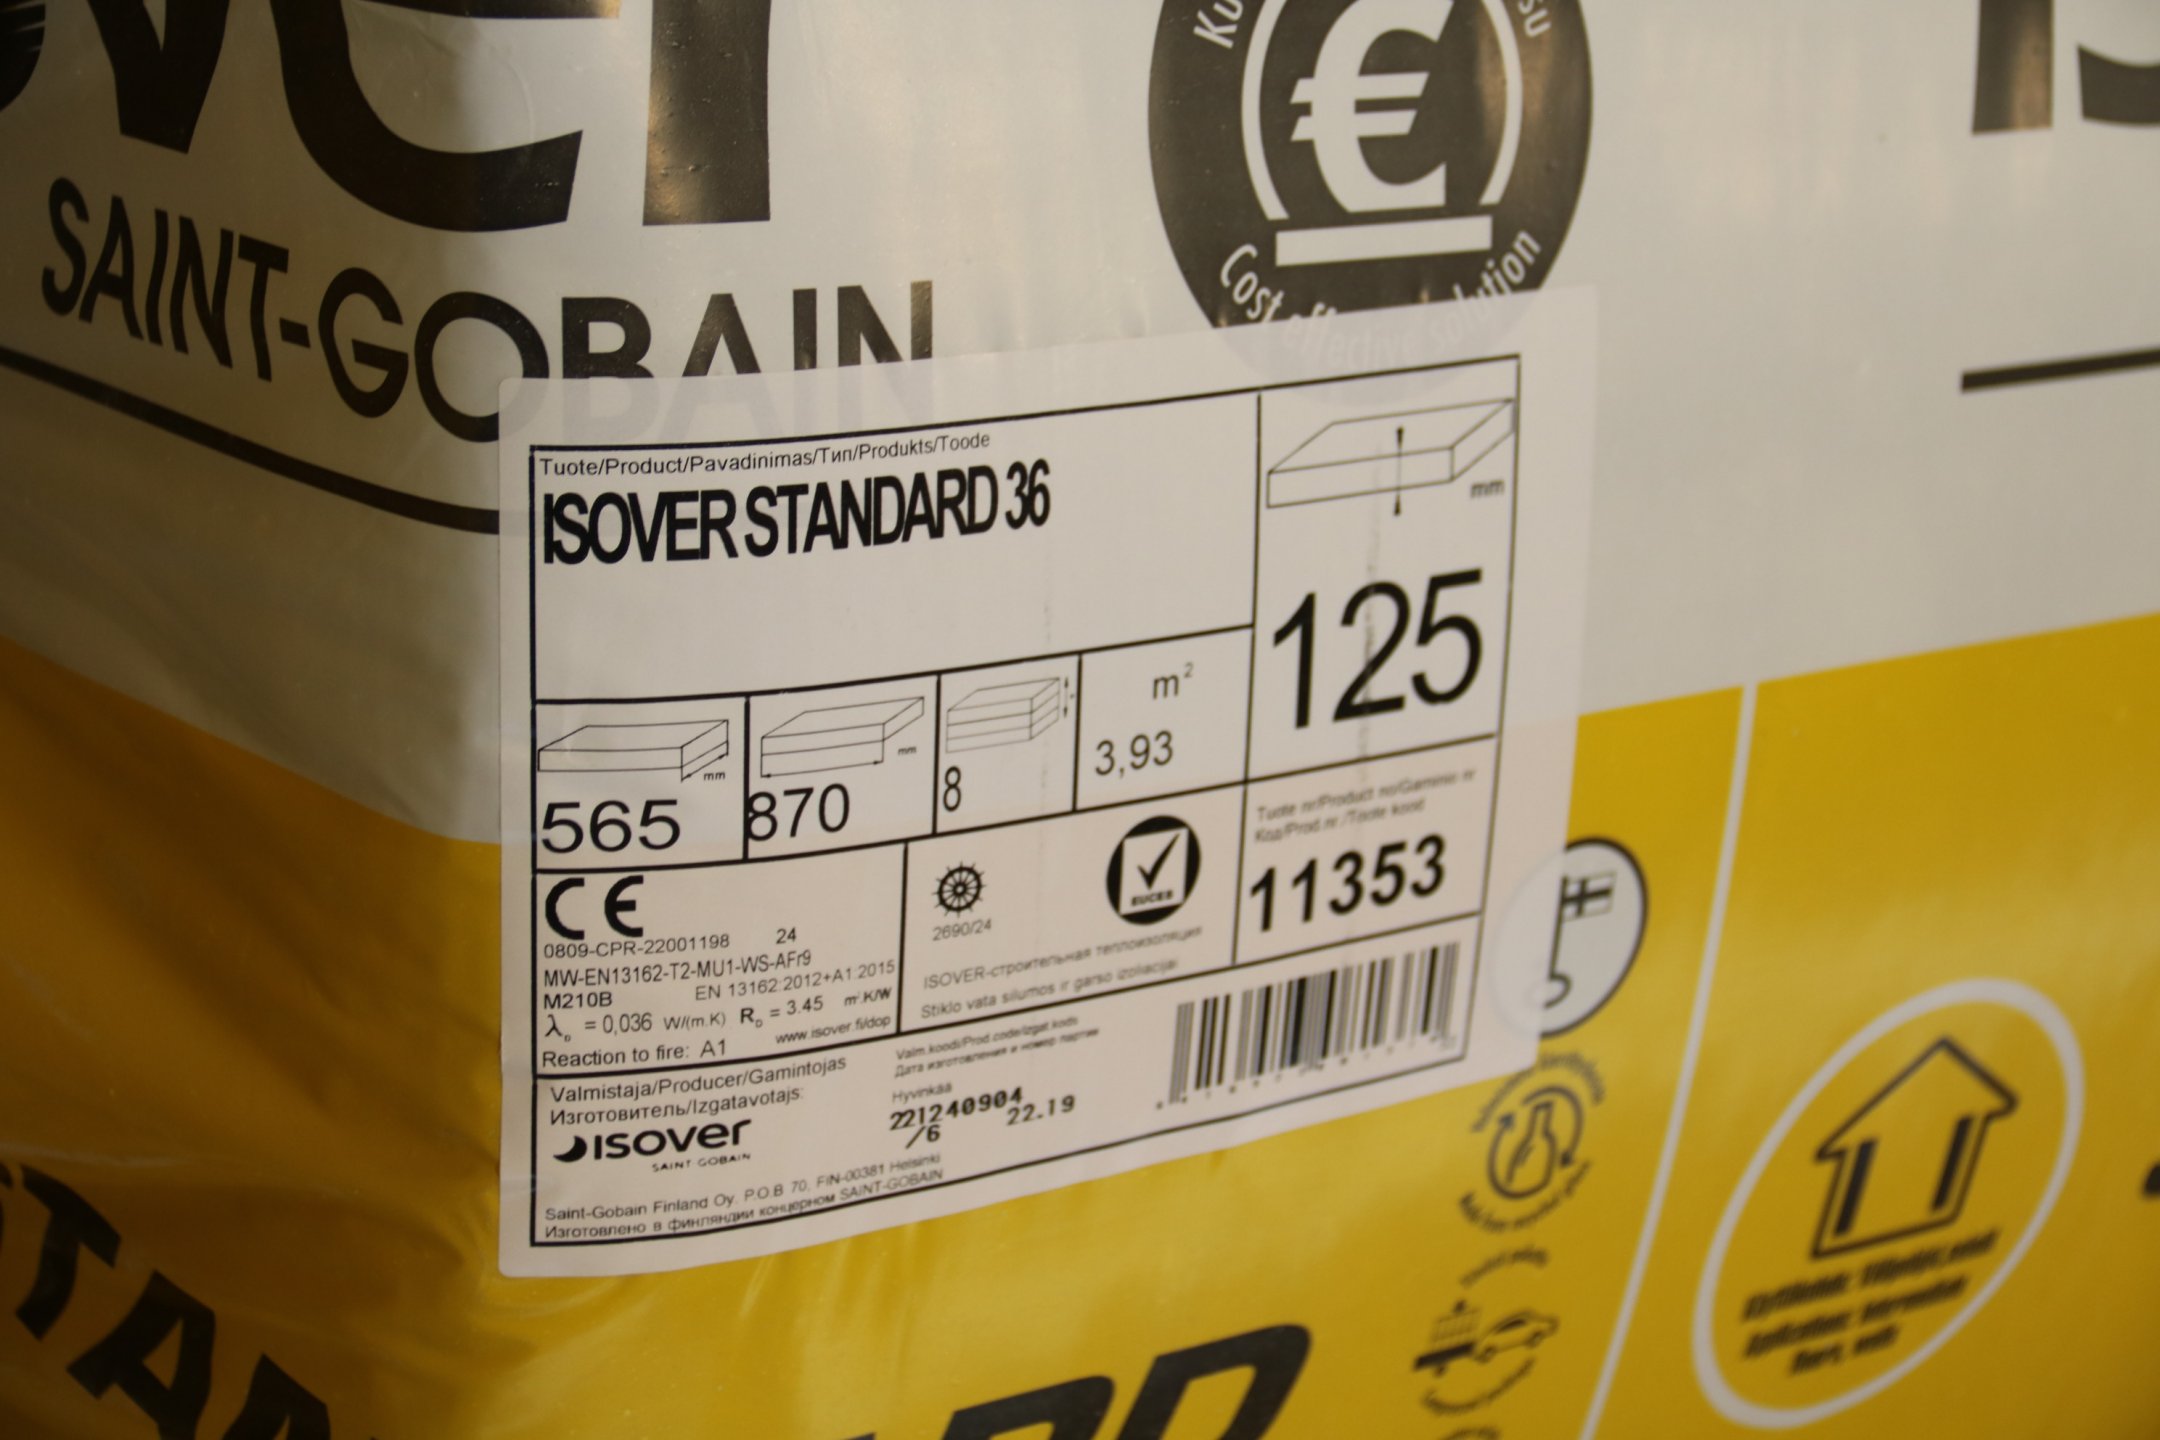 over
SAINT-GOBAIN
€
Cost effective solution
Tuote/Product/Pavadinimas/Тип/Produkts/Toode
ISOVER STANDARD 36
mm
125
mm
565
mm
870
8
m²
3,93
CE
0809-CPR-22001198 24
MW-EN13162-T2-MU1-WS-AFr9
M210B EN 13162:2012+A1:2015
λD = 0,036 W/(m.K) RD = 3.45 m².K/W
www.isover.fi/dop
Reaction to fire: A1
2690/24
EUCEB
ISOVER-строительная теплоизоляция
Stiklo vata silumos ir garso izoliacijai
Tuote nr/Product no/Gaminio nr
Код/Prod.nr./Toote kood
11353
Valmistaja/Producer/Gamintojas
Изготовитель/Izgatavotajs:
isover
SAINT-GOBAIN
Valm.koodi/Prod.code/Izgat.kods
Дата изготовления и номер партии
Hyvinkää
221240904
/6 22.19
Saint-Gobain Finland Oy. P.O.B 70, FIN-00381 Helsinki
Изготовлено в финляндии концерном SAINT-GOBAIN